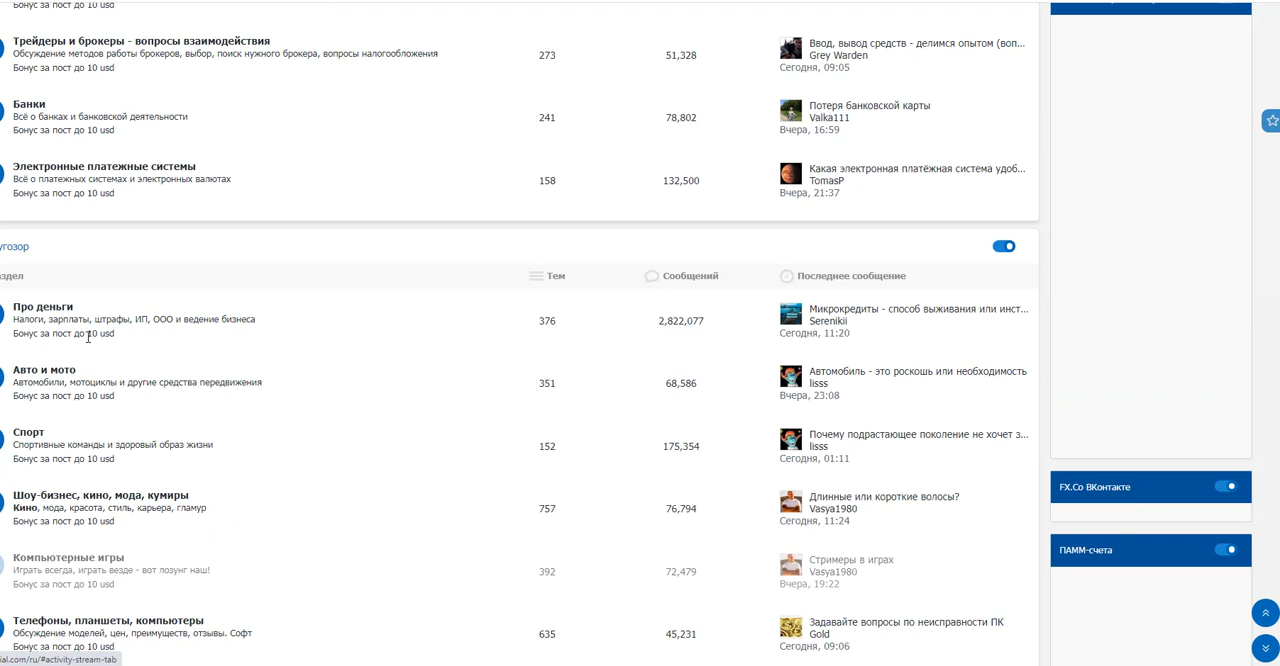 Бонус за пост до 10 usd
Трейдеры и брокеры - вопросы взаимодействия
Обсуждение методов работы брокеров, выбор, поиск нужного брокера, вопросы налогообложения
Бонус за пост до 10 usd
273
51,328
Ввод, вывод средств - делимся опытом (воп...
Grey Warden
Сегодня, 09:05
Банки
Всё о банках и банковской деятельности
Бонус за пост до 10 usd
241
78,802
Потеря банковской карты
Valka111
Вчера, 16:59
Электронные платежные системы
Всё о платежных системах и электронных валютах
Бонус за пост до 10 usd
158
132,500
Какая электронная платёжная система удоб...
TomasP
Вчера, 21:37
угозор
здел
Тем
Сообщений
Последнее сообщение
Про деньги
Налоги, зарплаты, штрафы, ИП, ООО и ведение бизнеса
Бонус за пост до 10 usd
376
2,822,077
Микрокредиты - способ выживания или инст...
Serenikii
Сегодня, 11:20
Авто и мото
Автомобили, мотоциклы и другие средства передвижения
Бонус за пост до 10 usd
351
68,586
Автомобиль - это роскошь или необходимость
lisss
Вчера, 23:08
Спорт
Спортивные команды и здоровый образ жизни
Бонус за пост до 10 usd
152
175,354
Почему подрастающее поколение не хочет з...
lisss
Сегодня, 01:11
Шоу-бизнес, кино, мода, кумиры
Кино, мода, красота, стиль, карьера, гламур
Бонус за пост до 10 usd
757
76,794
Длинные или короткие волосы?
Vasya1980
Сегодня, 11:24
Компьютерные игры
Играть всегда, играть везде - вот лозунг наш!
Бонус за пост до 10 usd
392
72,479
Стримеры в играх
Vasya1980
Вчера, 19:22
Телефоны, планшеты, компьютеры
Обсуждение моделей, цен, преимуществ, отзывы. Софт
Бонус за пост до 10 usd
635
45,231
Задавайте вопросы по неисправности ПК
Gold
Сегодня, 09:06
ial.com/ru/#activity-stream-tab
FX.Co ВКонтакте
ПАММ-счета